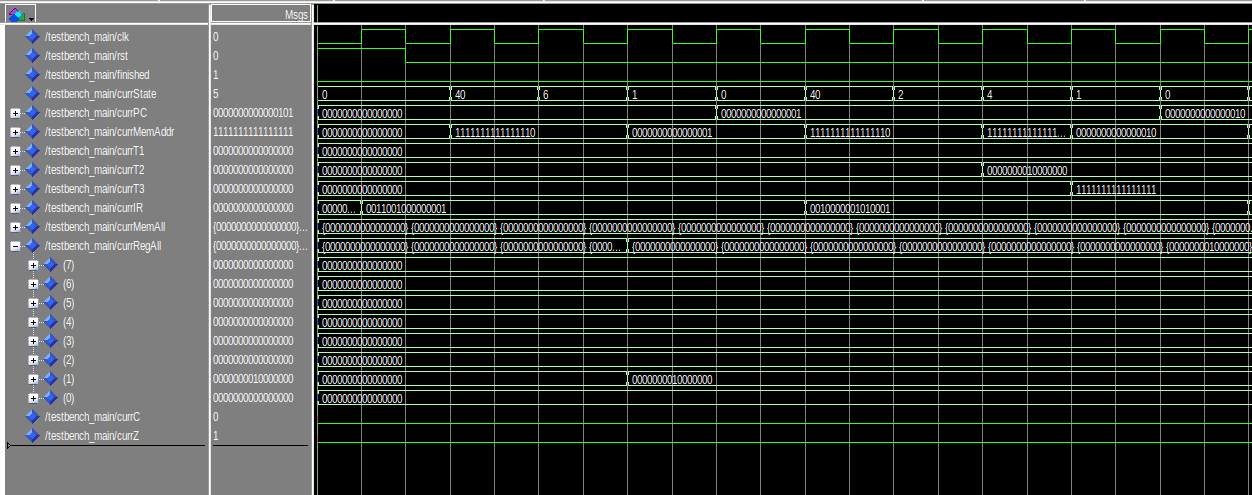 Msgs
/testbench_main/clk 0
/testbench_main/rst 0
/testbench_main/finished 1
/testbench_main/currState 5 0 40 6 1 0 40 2 4 1 0
/testbench_main/currPC 0000000000000101 0000000000000000 0000000000000001 0000000000000010
/testbench_main/currMemAddr 1111111111111111 0000000000000000 1111111111111110 0000000000000001 1111111111111110 11111111111111... 0000000000000010
/testbench_main/currT1 0000000000000000 0000000000000000
/testbench_main/currT2 0000000000000000 0000000000000000 0000000010000000
/testbench_main/currT3 0000000000000000 0000000000000000 1111111111111111
/testbench_main/currIR 0000000000000000 00000... 0011001000000001 0010000001010001
/testbench_main/currMemAll {0000000000000000}... {0000000000000000} {0000000000000000} {0000000000000000} {0000000000000000} {0000000000000000} {0000000000000000} {0000000000000000} {0000000000000000} {0000000000000000} {0000000000000000} {0000000...
/testbench_main/currRegAll {0000000000000000}... {0000000000000000} {0000000000000000} {0000000000000000} {0000... {0000000000000000} {0000000000000000} {0000000000000000} {0000000000000000} {0000000000000000} {0000000000000000}
(7) 0000000000000000 0000000000000000
(6) 0000000000000000 0000000000000000
(5) 0000000000000000 0000000000000000
(4) 0000000000000000 0000000000000000
(3) 0000000000000000 0000000000000000
(2) 0000000000000000 0000000000000000
(1) 0000000010000000 0000000000000000 0000000010000000
(0) 0000000000000000 0000000000000000
/testbench_main/currC 0
/testbench_main/currZ 1